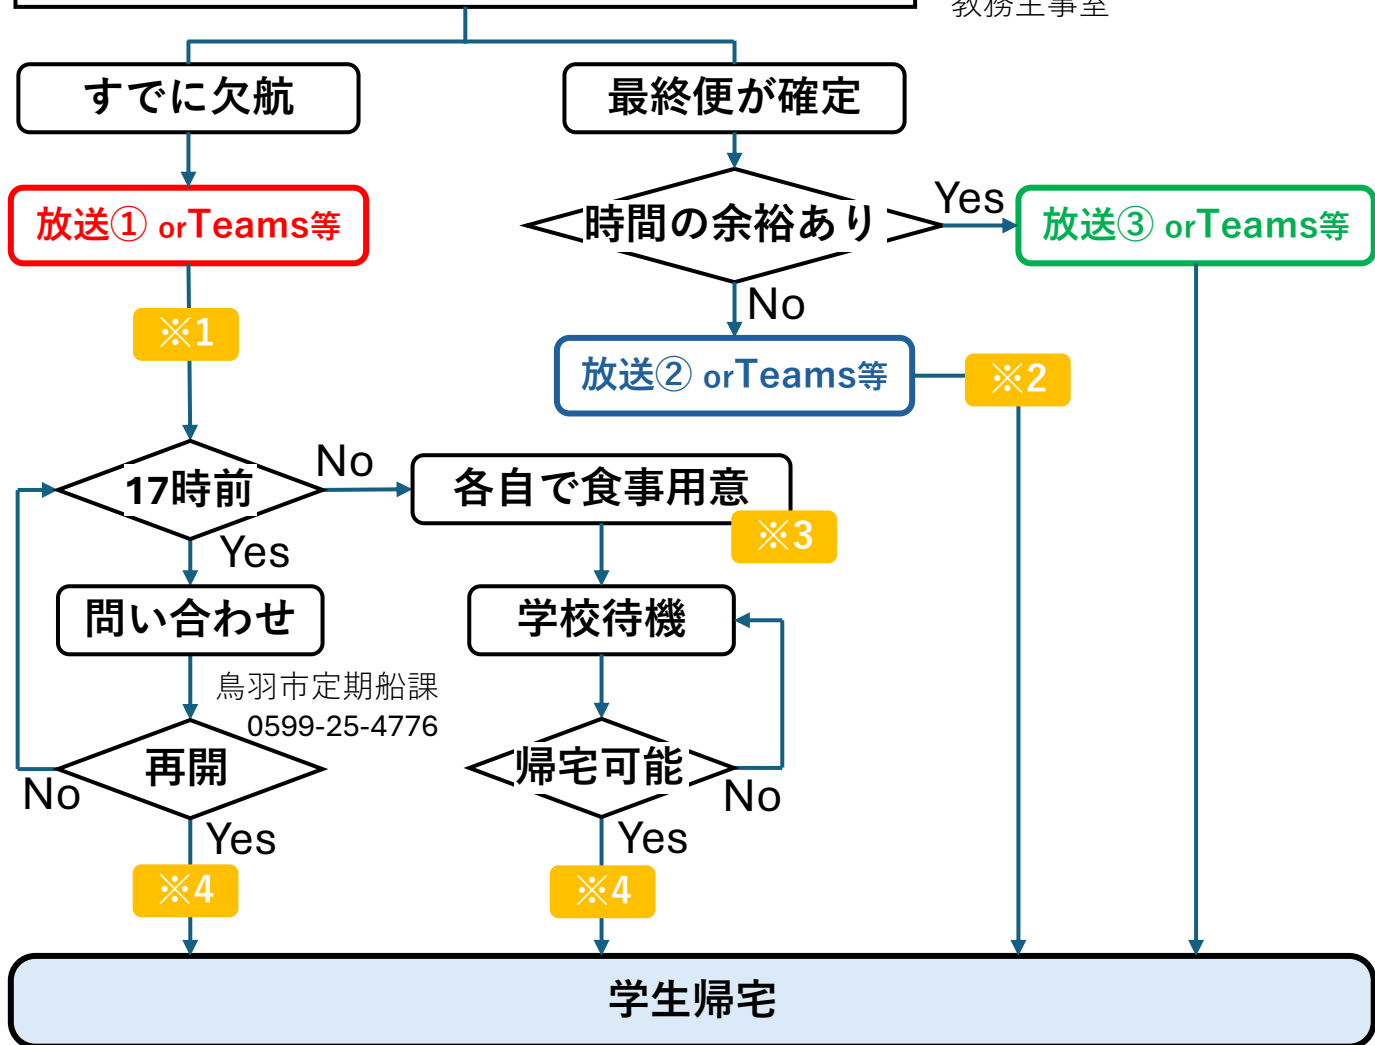 教務主事室
すでに欠航
最終便が確定
放送① orTeams等
時間の余裕あり
Yes
放送③ orTeams等
No
※1
放送② orTeams等
※2
17時前
No
各自で食事用意
※3
Yes
問い合わせ
学校待機
鳥羽市定期船課
0599-25-4776
再開
帰宅可能
No
No
Yes
Yes
※4
※4
学生帰宅